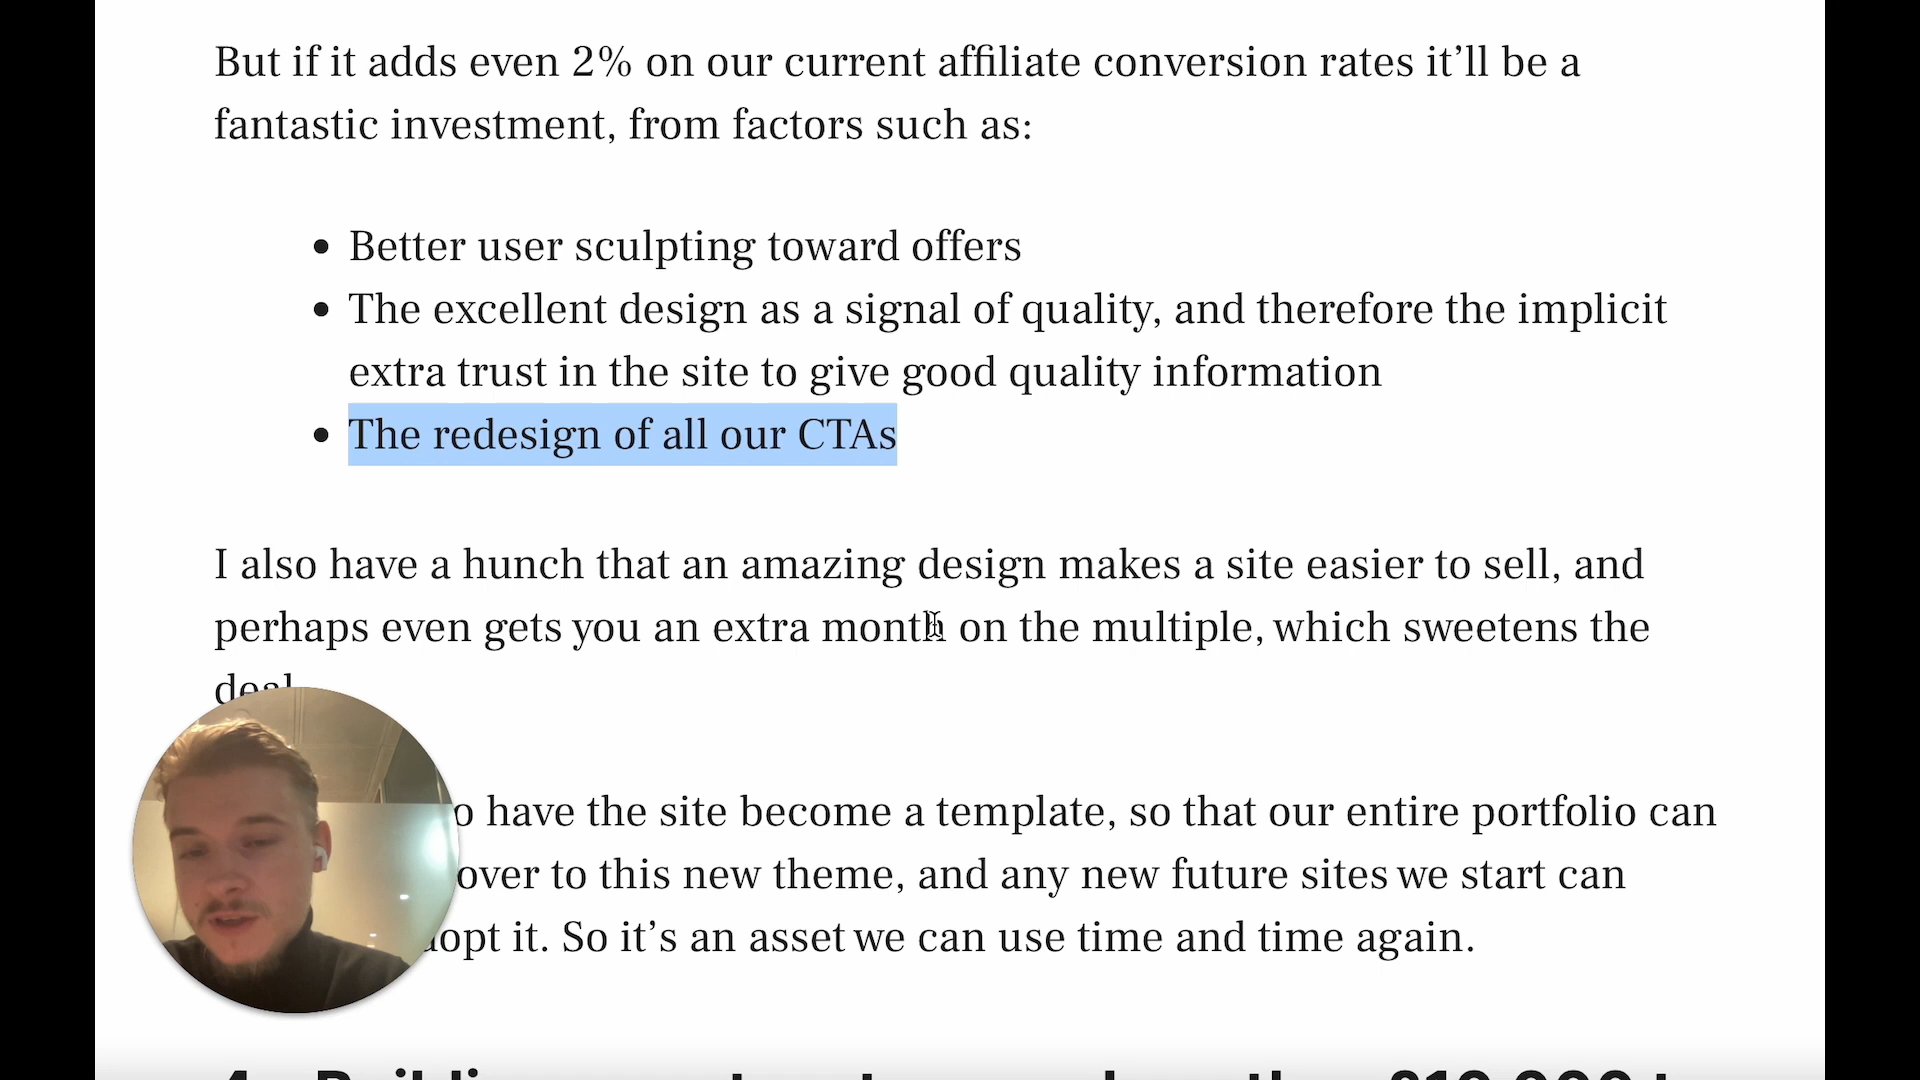 But if it adds even 2% on our current affiliate conversion rates it’ll be a
fantastic investment, from factors such as:
• Better user sculpting toward offers
• The excellent design as a signal of quality, and therefore the implicit
extra trust in the site to give good quality information
• The redesign of all our CTAs
I also have a hunch that an amazing design makes a site easier to sell, and
perhaps even gets you an extra month on the multiple, which sweetens the
deal
have the site become a template, so that our entire portfolio can
over to this new theme, and any new future sites we start can
it. So it’s an asset we can use time and time again.